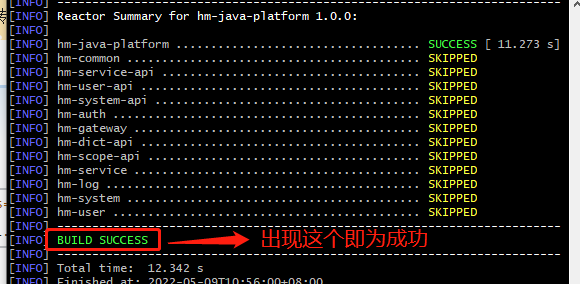 [INFO] ------------------------------------------------------------------------
[INFO] Reactor Summary for hm-java-platform 1.0.0:
[INFO]
[INFO] hm-java-platform ................................... SUCCESS [ 11.273 s]
[INFO] hm-common .......................................... SKIPPED
[INFO] hm-service-api ..................................... SKIPPED
[INFO] hm-user-api ........................................ SKIPPED
[INFO] hm-system-api ...................................... SKIPPED
[INFO] hm-auth ............................................ SKIPPED
[INFO] hm-gateway ......................................... SKIPPED
[INFO] hm-dict-api ........................................ SKIPPED
[INFO] hm-scope-api ....................................... SKIPPED
[INFO] hm-service ......................................... SKIPPED
[INFO] hm-log ............................................. SKIPPED
[INFO] hm-system .......................................... SKIPPED
[INFO] hm-user ............................................ SKIPPED
[INFO] ------------------------------------------------------------------------
[INFO] BUILD SUCCESS 出现这个即为成功
[INFO] ------------------------------------------------------------------------
[INFO] Total time:  12.342 s
[INFO] Finished at: 2022-05-09T10:56:00+08:00